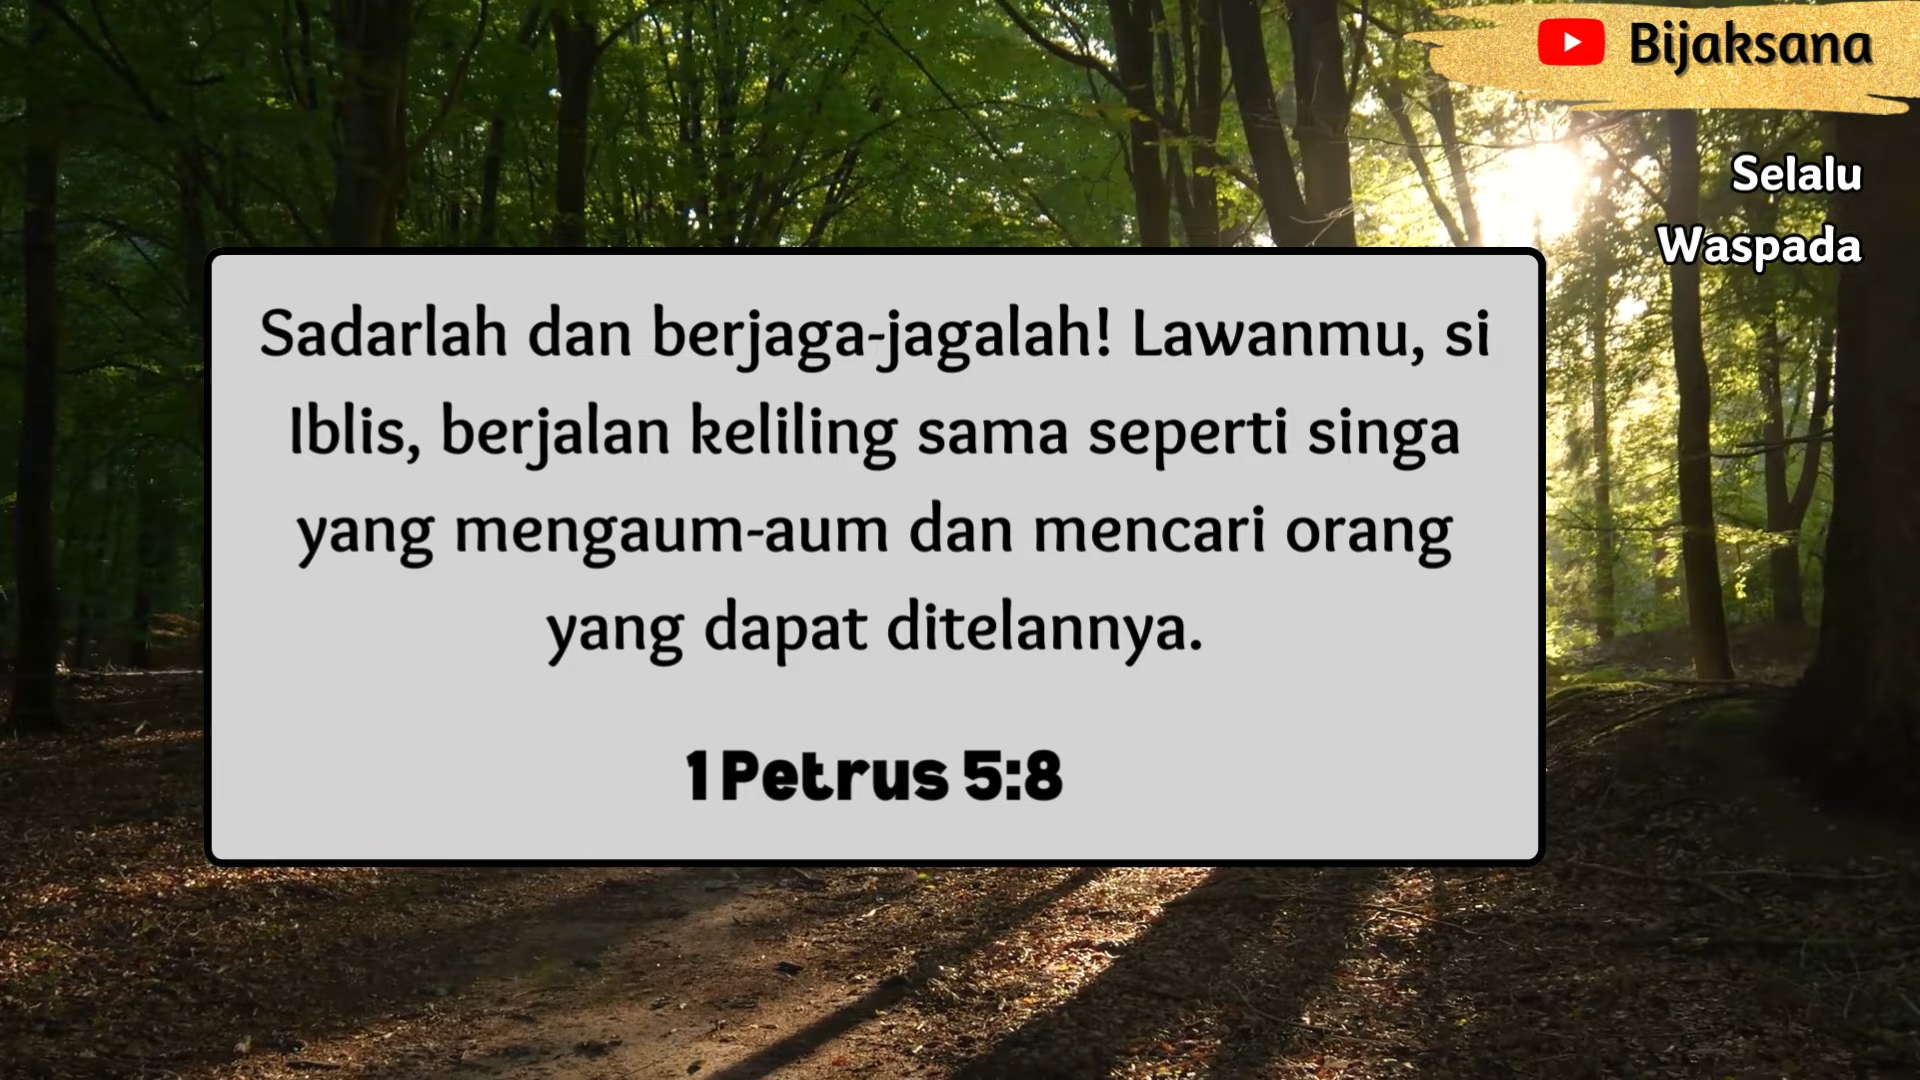 Bijaksana
Selalu
Waspada
Sadarlah dan berjaga-jagalah! Lawanmu, si
Iblis, berjalan keliling sama seperti singa
yang mengaum-aum dan mencari orang
yang dapat ditelannya.
1 Petrus 5:8